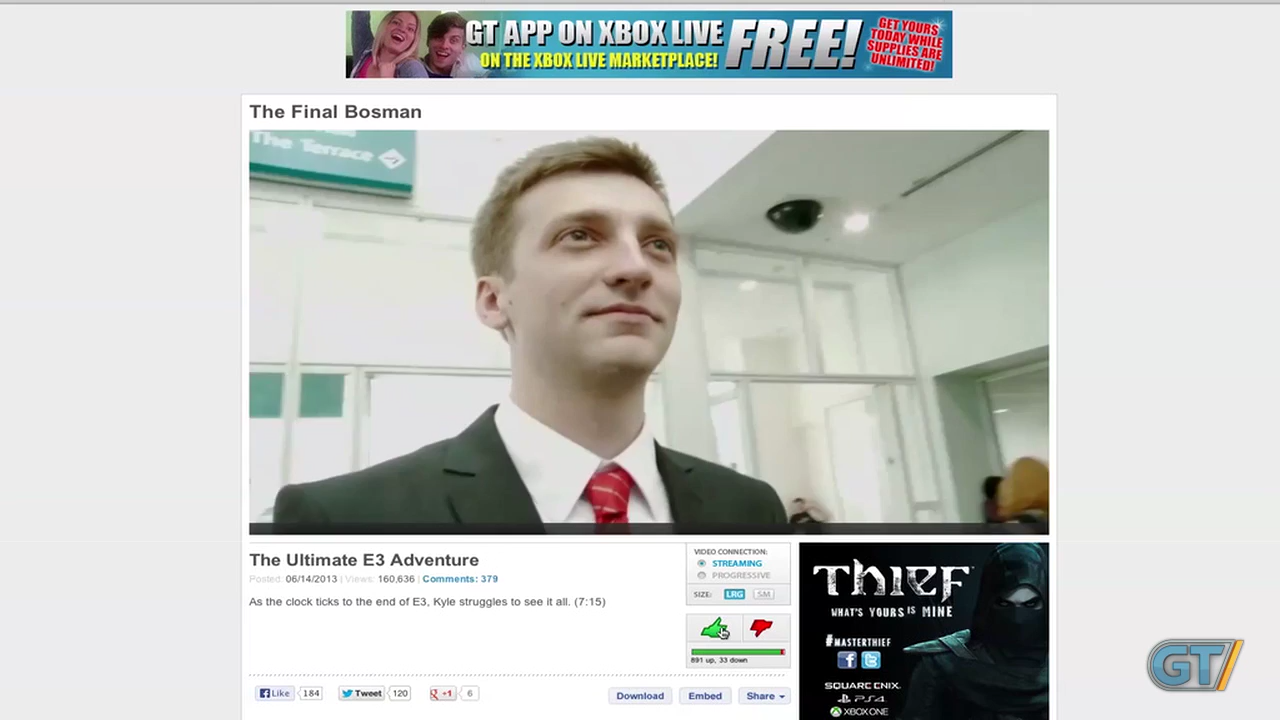 GT APP ON XBOX LIVE
ON THE XBOX LIVE MARKETPLACE!
FREE!
GET YOURS
TODAY WHILE
SUPPLIES ARE
UNLIMITED!
The Final Bosman
The Terrace
The Ultimate E3 Adventure
Posted: 06/14/2013 | Views: 160,636 | Comments: 379
As the clock ticks to the end of E3, Kyle struggles to see it all. (7:15)
VIDEO CONNECTION:
STREAMING
PROGRESSIVE
SIZE: LRG SM
891 up, 33 down
Like 184 Tweet 120 +1 6
Download Embed Share
THIEF
WHAT'S YOURS IS MINE
#MASTERTHIEF
SQUARE ENIX.
PS4
XBOX ONE
GT